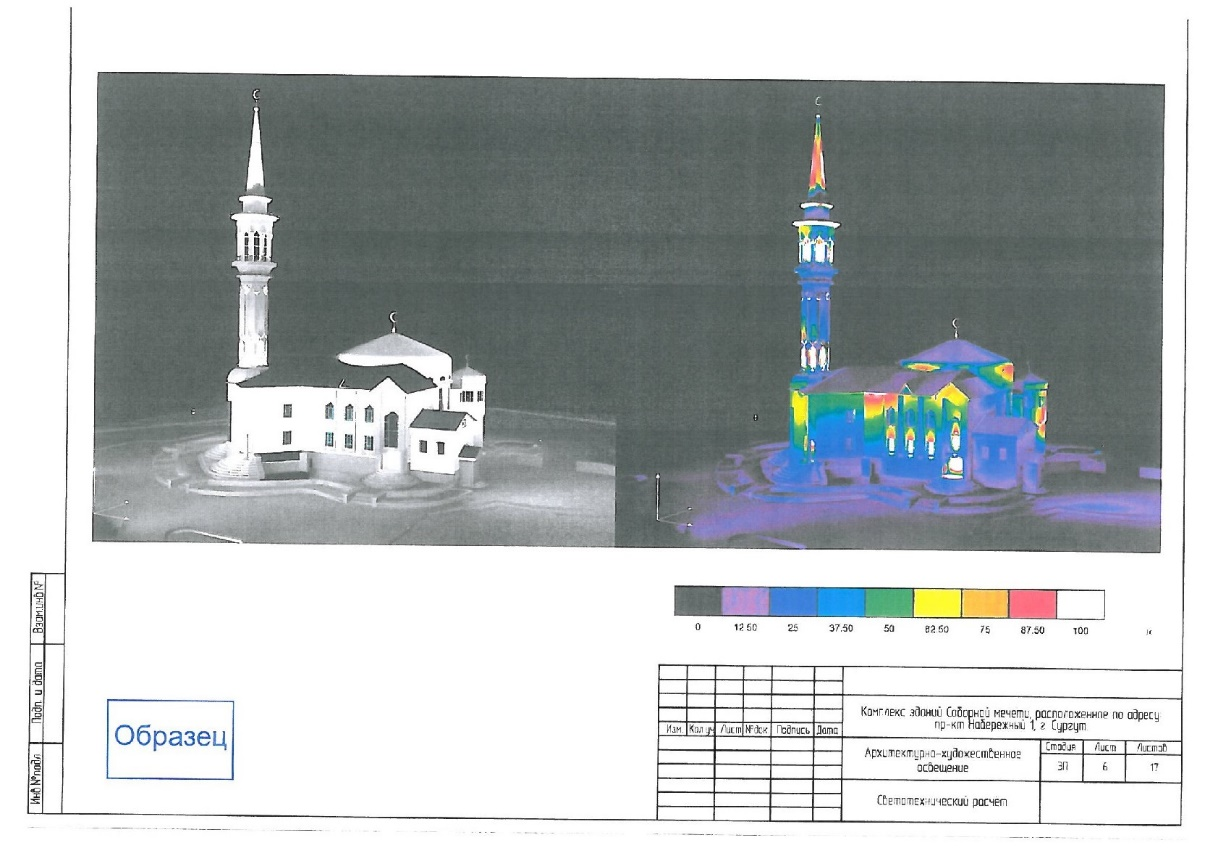 0 12.50 25 37.50 50 62.50 75 87.50 100 lx
Взам.инв №
Подп. и дата
Инв №подл
Образец
Изм. Кол уч Лист №док Подпись Дата
Комплекс зданий Соборной мечети, расположенное по адресу:
пр-кт Набережный 1, г. Сургут.
Архитектурно-художественное
освещение
Стадия Лист Листов
ЭП 6 17
Светотехнический расчет